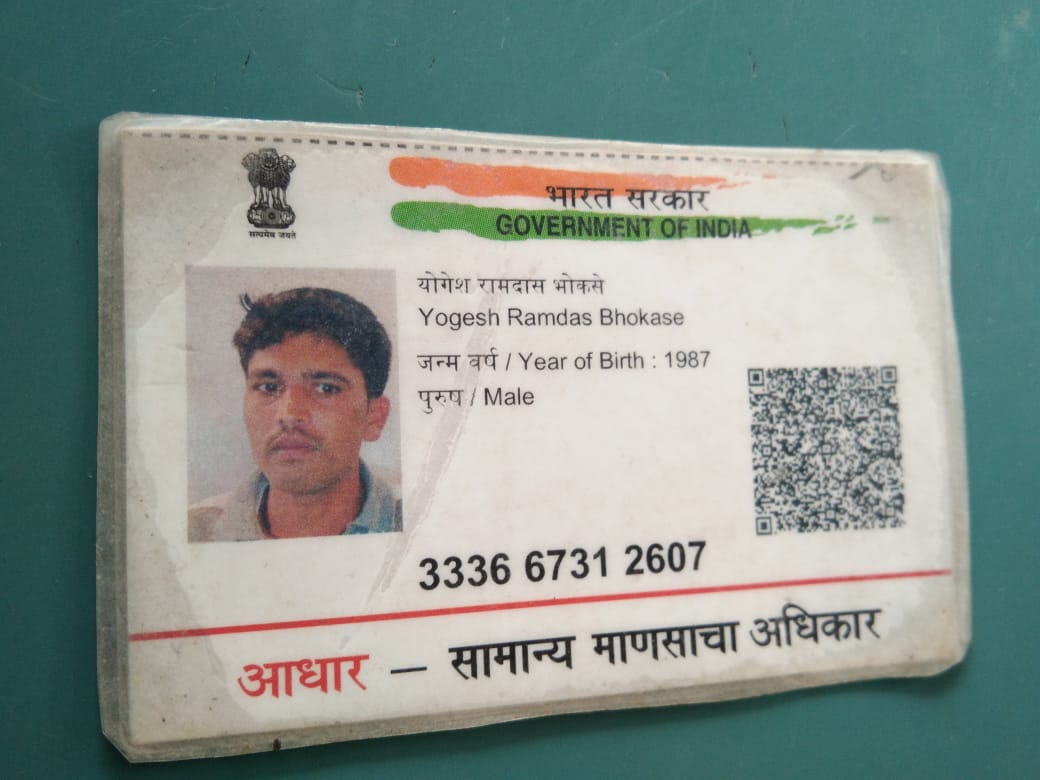 सत्यमेव जयते
भारत सरकार
GOVERNMENT OF INDIA
योगेश रामदास भोकसे
Yogesh Ramdas Bhokase
जन्म वर्ष / Year of Birth : 1987
पुरुष / Male
3336 6731 2607
आधार – सामान्य माणसाचा अधिकार